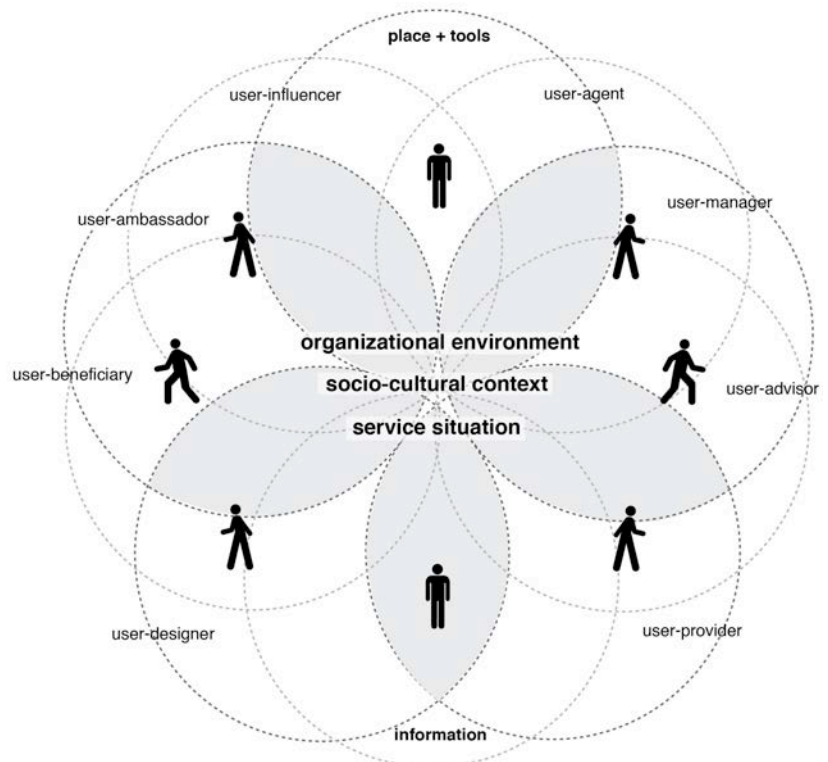 place + tools
user-influencer
user-agent
user-ambassador
user-manager
organizational environment
user-beneficiary
socio-cultural context
user-advisor
service situation
user-designer
user-provider
information